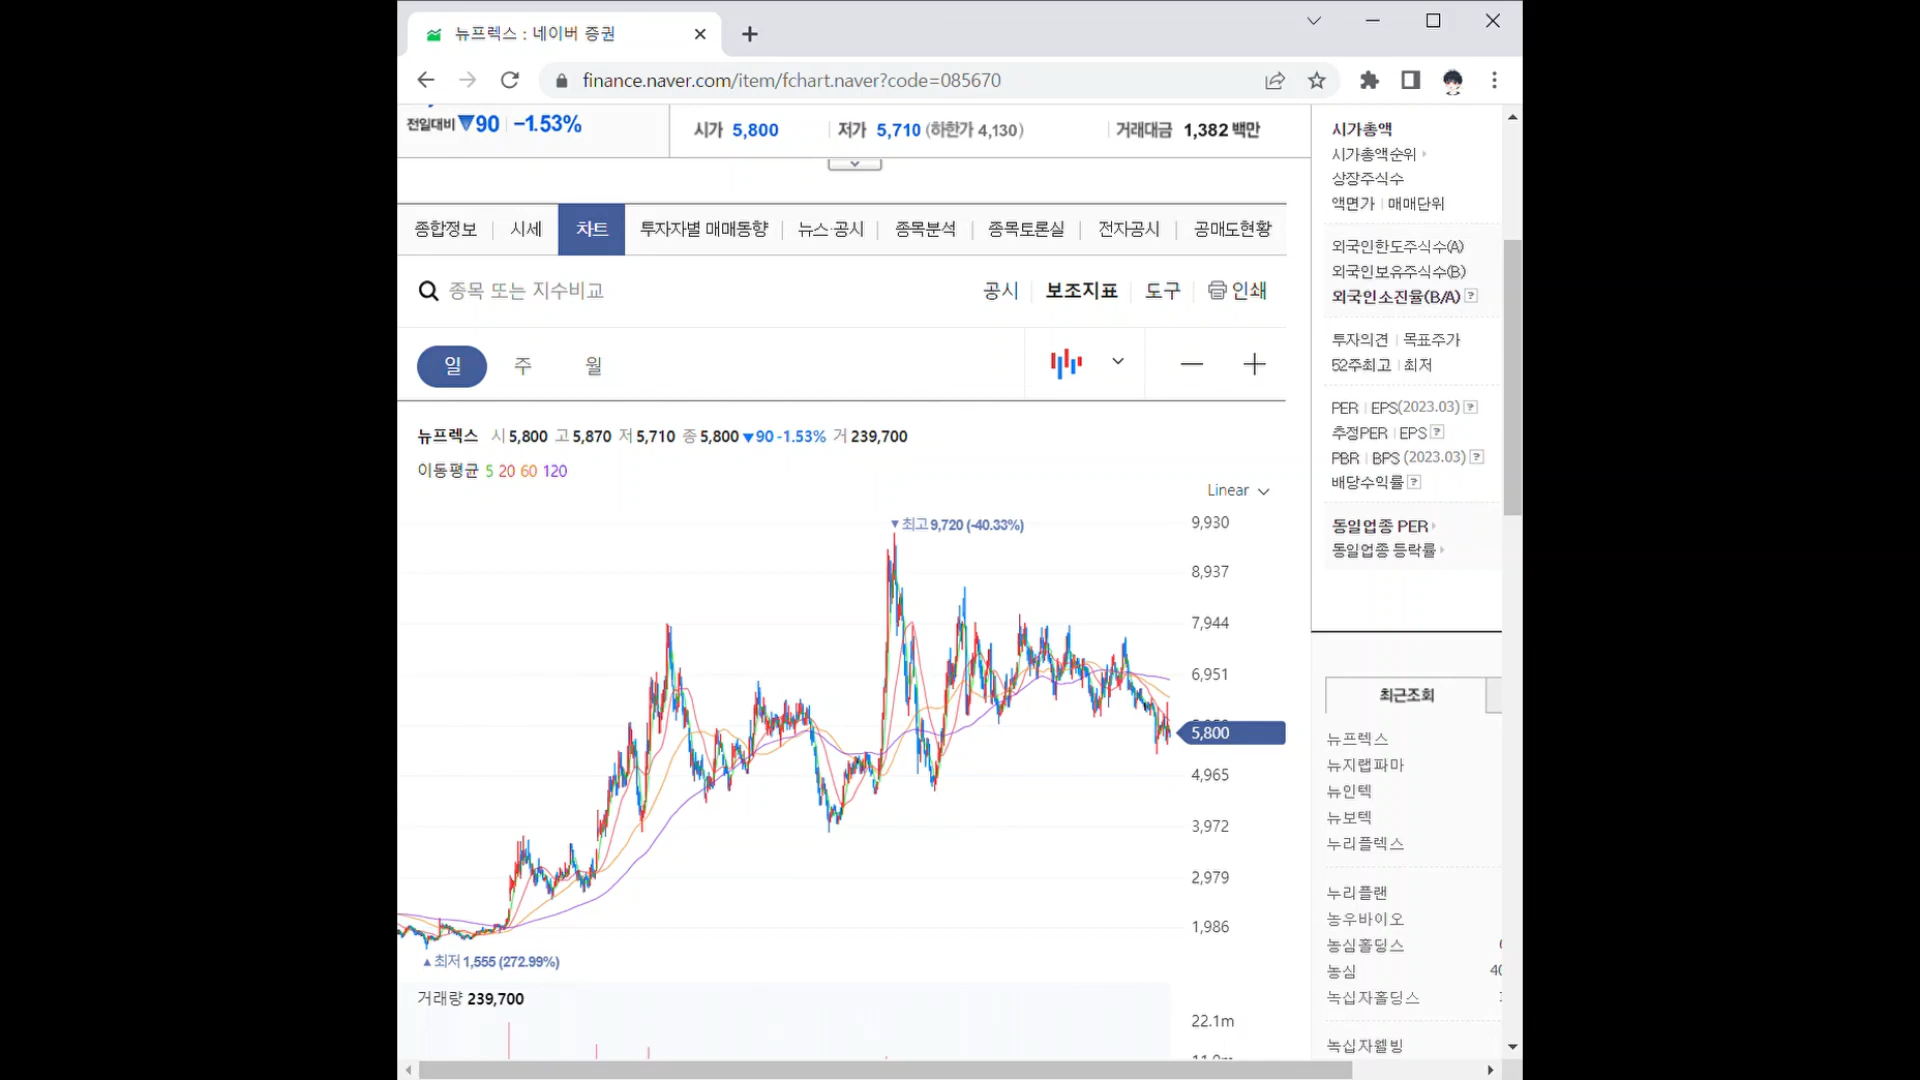 뉴프렉스 : 네이버 증권
finance.naver.com/item/fchart.naver?code=085670
전일대비 ▼90 -1.53%
시가 5,800 저가 5,710 (하한가 4,130) 거래대금 1,382 백만
종합정보 시세 차트 투자자별 매매동향 뉴스·공시 종목분석 종목토론실 전자공시 공매도현황
종목 또는 지수비교
공시 보조지표 도구 인쇄
일 주 월
뉴프렉스 시 5,800 고 5,870 저 5,710 종 5,800 ▼90 -1.53% 거 239,700
이동평균 5 20 60 120
Linear
▼최고 9,720 (-40.33%)
9,930
8,937
7,944
6,951
5,800
4,965
3,972
2,979
1,986
▲최저 1,555 (272.99%)
거래량 239,700
22.1m
시가총액
시가총액순위
상장주식수
액면가 매매단위
외국인한도주식수(A)
외국인보유주식수(B)
외국인소진율(B/A) ?
투자의견 목표주가
52주최고 최저
PER EPS(2023.03) ?
추정PER EPS ?
PBR BPS (2023.03) ?
배당수익률 ?
동일업종 PER
동일업종 등락률
최근조회
뉴프렉스
뉴지랩파마
뉴인텍
뉴보텍
누리플렉스
누리플랜
농우바이오
농심홀딩스
농심 40
녹십자홀딩스
녹십자웰빙